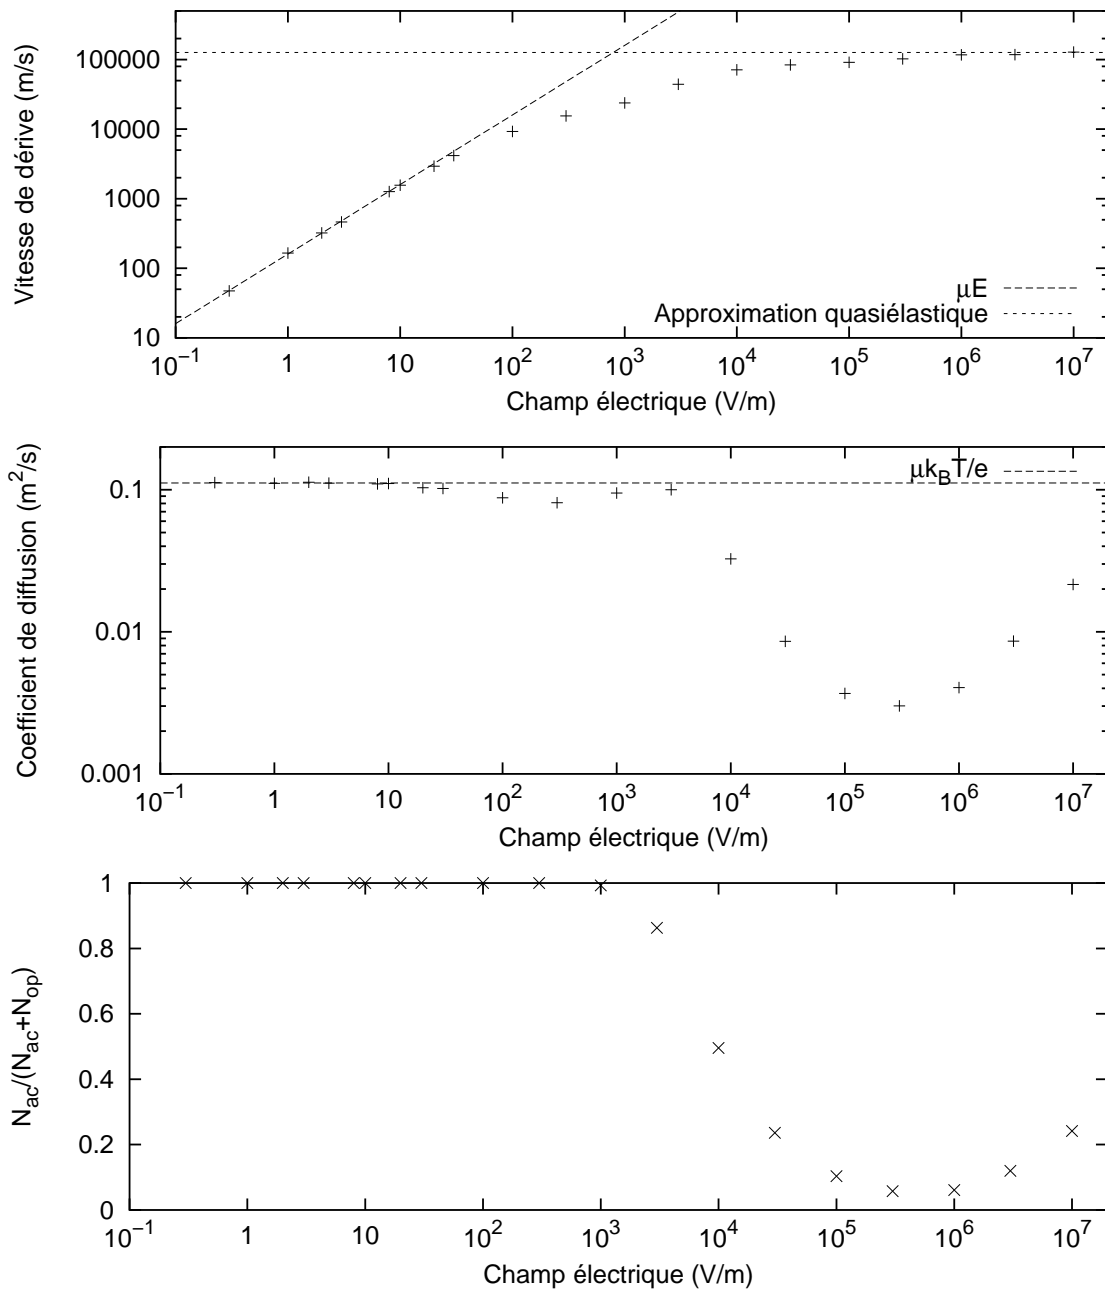 Vitesse de dérive (m/s)
100000
10000
1000
100
10
μE
Approximation quasiélastique
10⁻¹ 1 10 10² 10³ 10⁴ 10⁵ 10⁶ 10⁷
Champ électrique (V/m)
Coefficient de diffusion (m²/s)
0.1
0.01
0.001
μk_BT/e
10⁻¹ 1 10 10² 10³ 10⁴ 10⁵ 10⁶ 10⁷
Champ électrique (V/m)
N_ac/(N_ac+N_op)
1
0.8
0.6
0.4
0.2
0
10⁻¹ 1 10 10² 10³ 10⁴ 10⁵ 10⁶ 10⁷
Champ électrique (V/m)